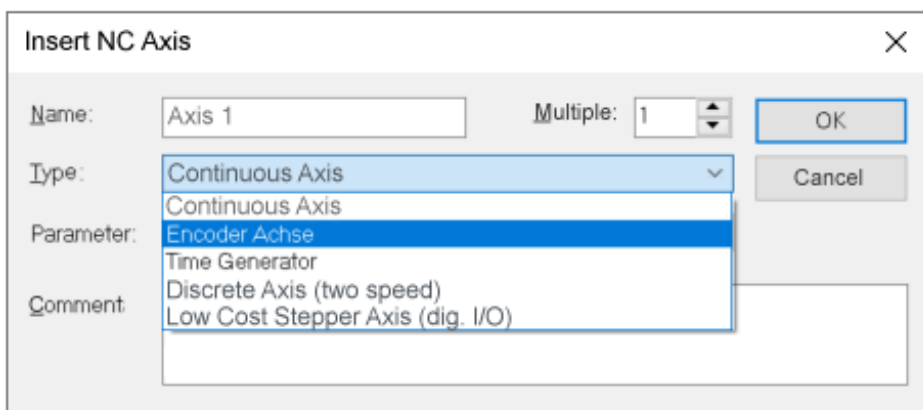 Insert NC Axis
Name: Axis 1 Multiple: 1 OK
Type: Continuous Axis Cancel
Continuous Axis
Parameter: Encoder Achse
Time Generator
Discrete Axis (two speed)
Comment
Low Cost Stepper Axis (dig. I/O)